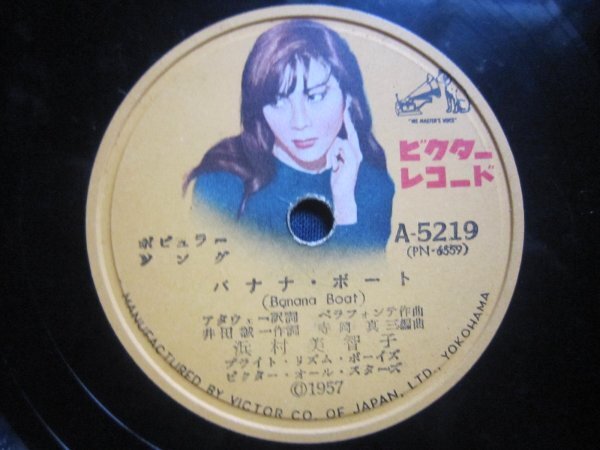 "HIS MASTER'S VOICE"
ビクター
レコード
A-5219
(PN-6559)
ポピュラー
ソング
バナナ・ボート
(Banana Boat)
アタウェー訳詞 ベラフォンテ作曲
井田誠一作詞 寺岡真三編曲
浜村美智子
ブライト・リズム・ボーイズ
ビクター・オール・スターズ
©1957
MANUFACTURED BY VICTOR CO. OF JAPAN, LTD., YOKOHAMA